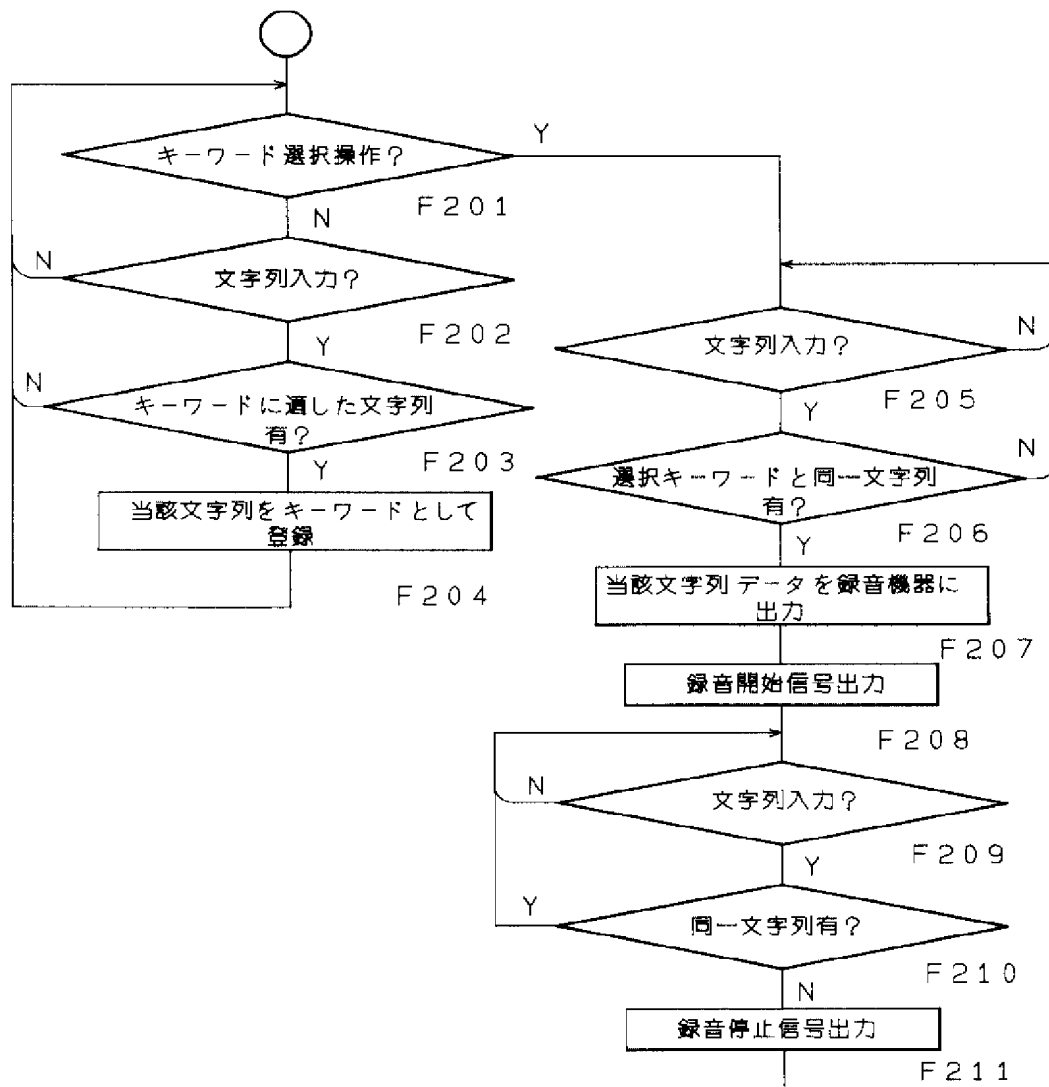 Y
キーワード選択操作?
F201
N
N
文字列入力?
F202
Y
N
キーワードに適した文字列
有?
F203
Y
当該文字列をキーワードとして
登録
F204
N
文字列入力?
F205
Y
N
選択キーワードと同一文字列
有?
F206
Y
当該文字列データを録音機器に
出力
F207
録音開始信号出力
F208
N
文字列入力?
F209
Y
Y
同一文字列有?
F210
N
録音停止信号出力
F211